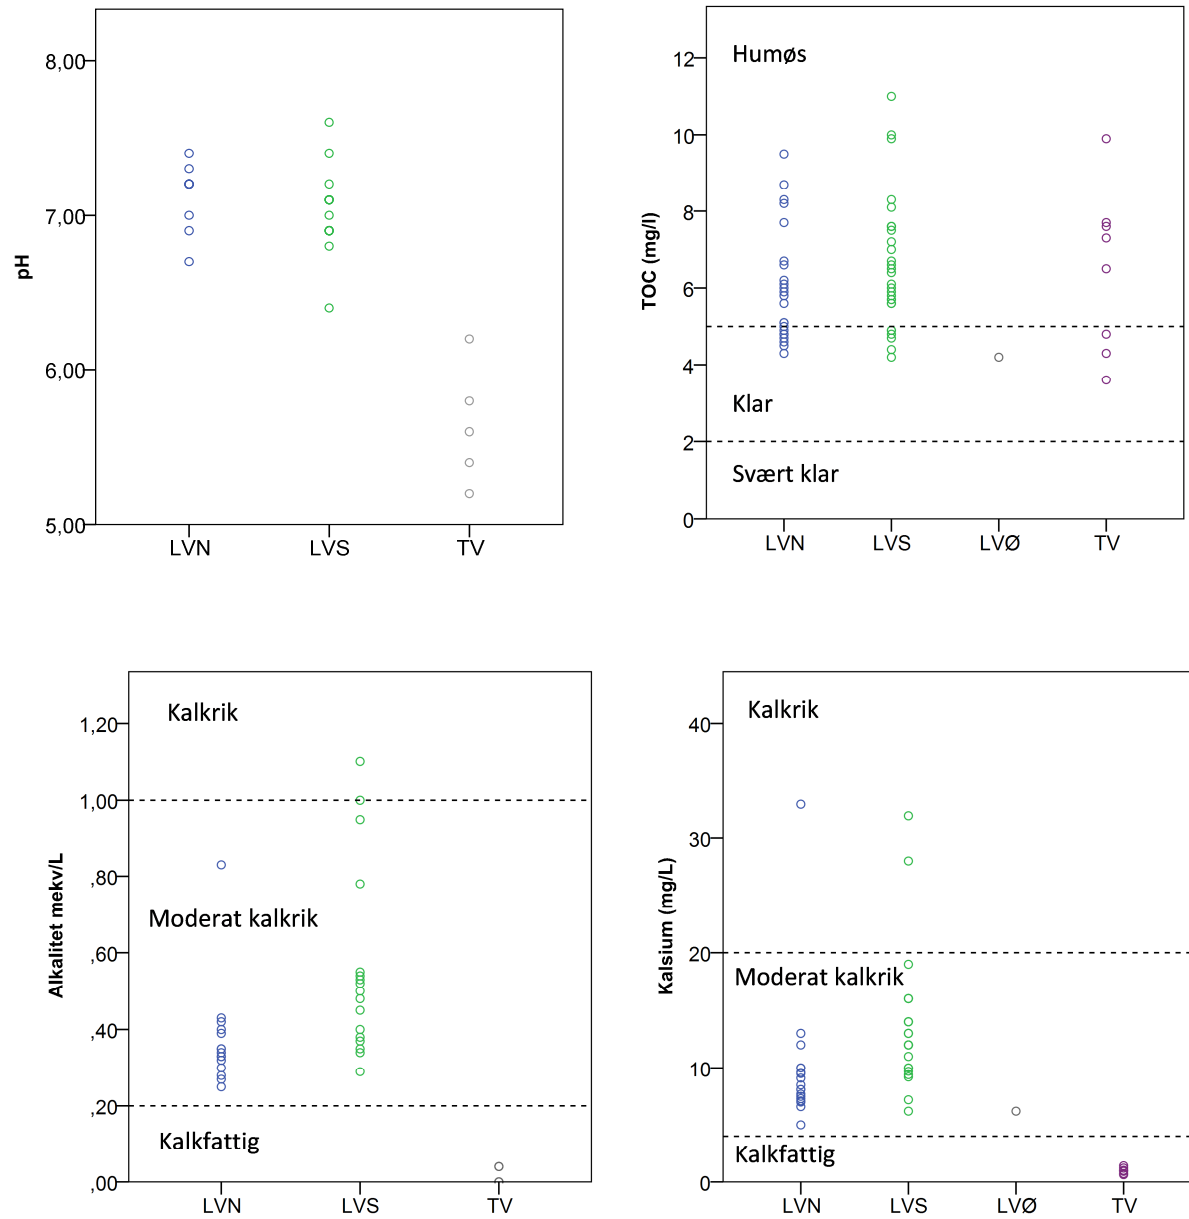 8,00
7,00
6,00
5,00
pH
LVN
LVS
TV
12
10
8
6
4
2
0
TOC (mg/l)
Humøs
Klar
Svært klar
LVN
LVS
LVØ
TV
1,20
1,00
,80
,60
,40
,20
,00
Alkalitet mekv/L
Kalkrik
Moderat kalkrik
Kalkfattig
LVN
LVS
TV
40
30
20
10
0
Kalsium (mg/L)
Kalkrik
Moderat kalkrik
Kalkfattig
LVN
LVS
LVØ
TV